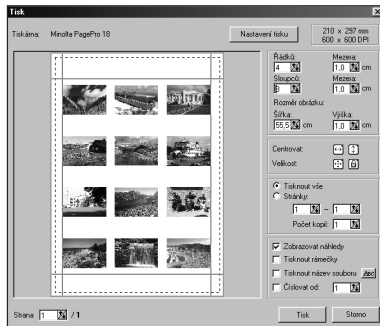 Tisk
Tiskárna: Minolta PagePro 18
Nastavení tisku
210 x 297 mm
600 x 600 DPI
Řádků: Mezera:
4 1,0 cm
Sloupců: Mezera:
3 1,0 cm
Rozměr obrázku:
Šířka: Výška:
55,5 cm 1,0 cm
Centrovat:
Velikost:
Tisknout vše
Stránky:
1 - 1
Počet kopií: 1
Zobrazovat náhledy
Tisknout rámečky
Tisknout název souboru Abc
Číslovat od: 1
Strana 1 / 1
Tisk Storno